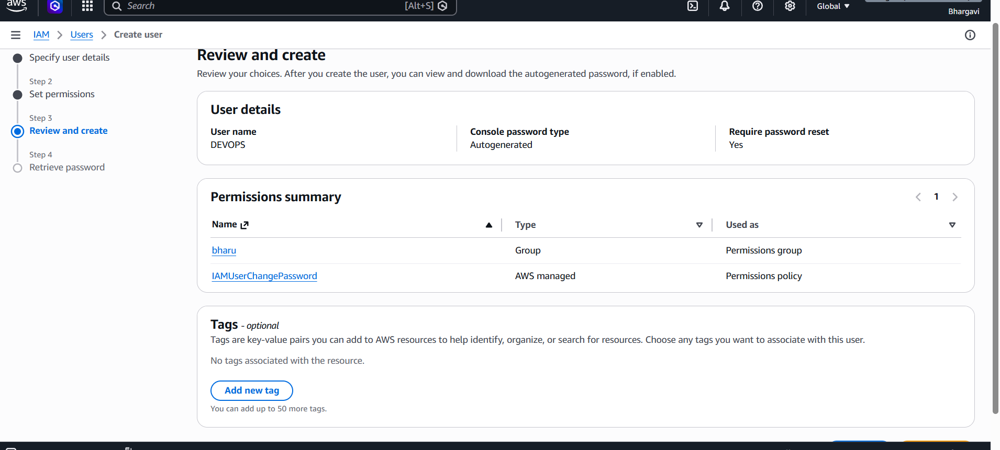 aws
Search
[Alt+S]
Global
Bhargavi
IAM
Users
Create user
Specify user details
Step 2
Set permissions
Step 3
Review and create
Step 4
Retrieve password
Review and create
Review your choices. After you create the user, you can view and download the autogenerated password, if enabled.
User details
User name
DEVOPS
Console password type
Autogenerated
Require password reset
Yes
Permissions summary
1
Name
Type
Used as
bharu
Group
Permissions group
IAMUserChangePassword
AWS managed
Permissions policy
Tags - optional
Tags are key-value pairs you can add to AWS resources to help identify, organize, or search for resources. Choose any tags you want to associate with this user.
No tags associated with the resource.
Add new tag
You can add up to 50 more tags.